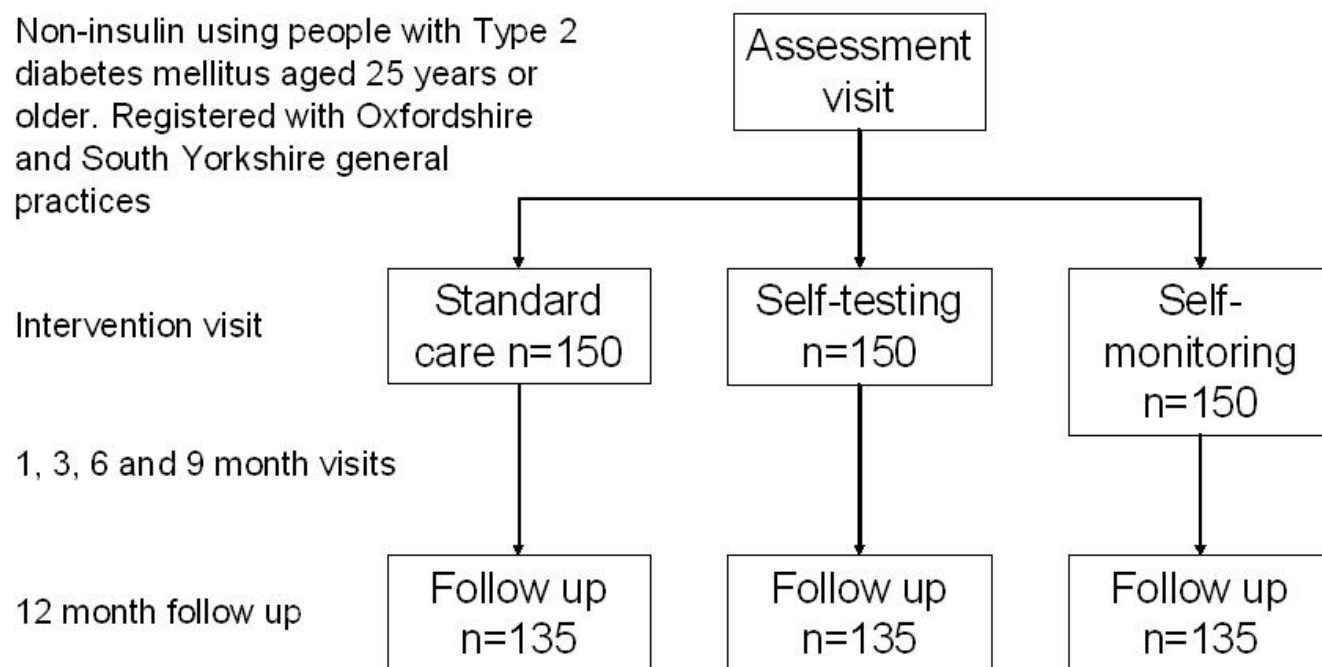 Non-insulin using people with Type 2
diabetes mellitus aged 25 years or
older. Registered with Oxfordshire
and South Yorkshire general
practices
Assessment
visit
Intervention visit
Standard
care n=150
Self-testing
n=150
Self-
monitoring
n=150
1, 3, 6 and 9 month visits
12 month follow up
Follow up
n=135
Follow up
n=135
Follow up
n=135